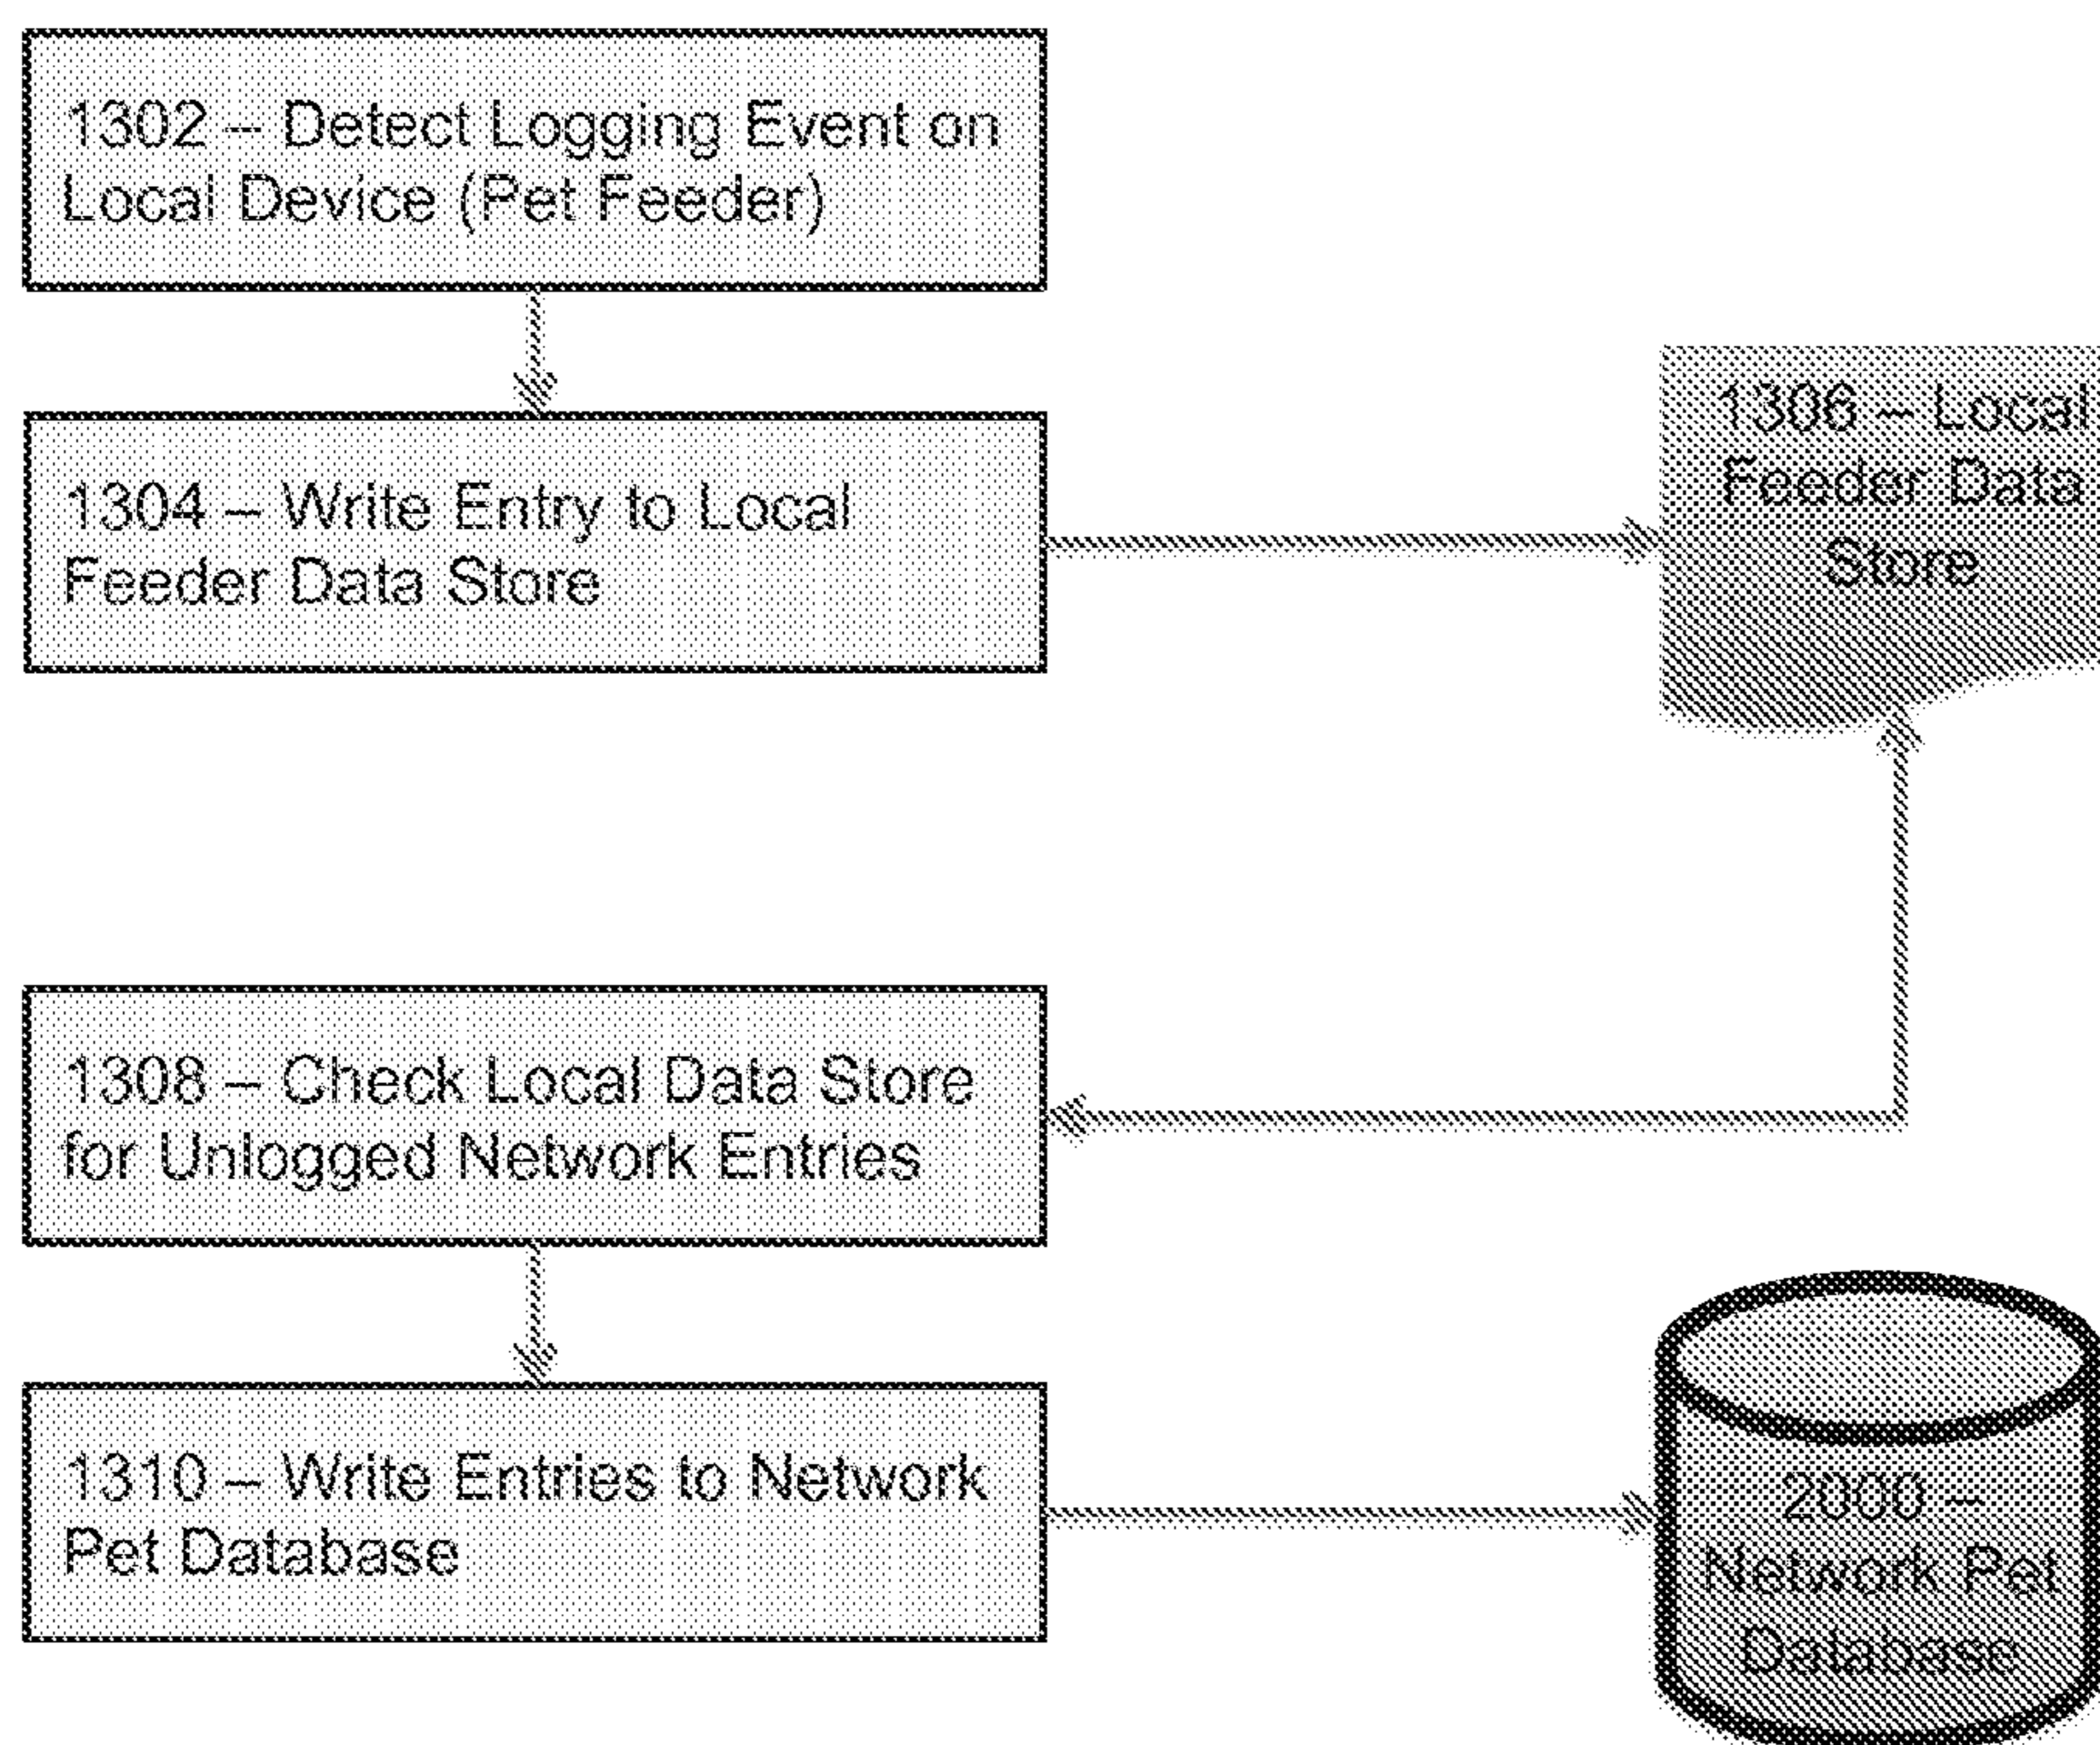 1302 – Detect Logging Event on
Local Device (Pet Feeder)
1304 – Write Entry to Local
Feeder Data Store
1306 – Local
Feeder Data
Store
1308 – Check Local Data Store
for Unlogged Network Entries
1310 – Write Entries to Network
Pet Database
2000 –
Network Pet
Database